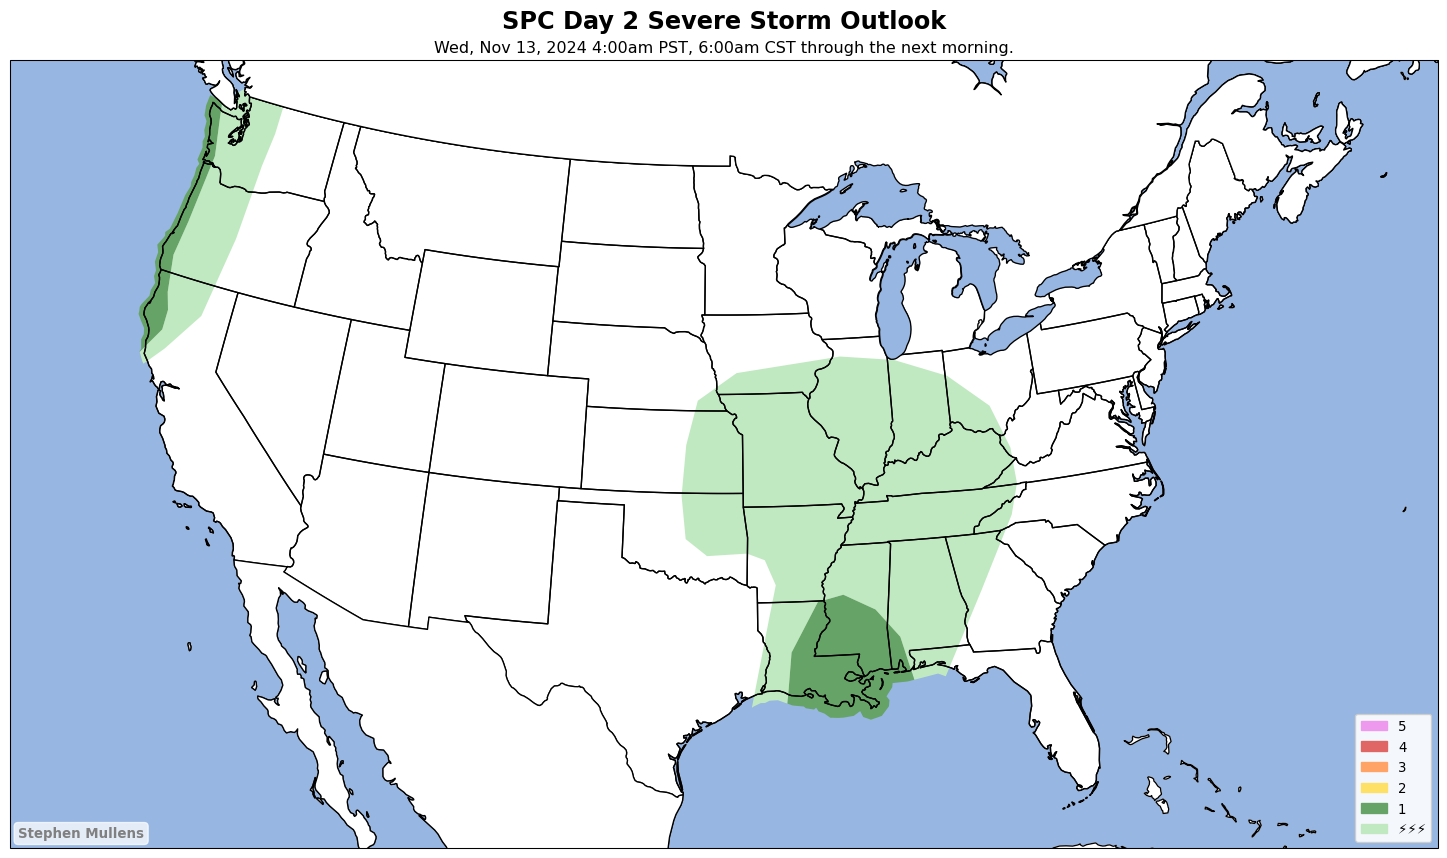 SPC Day 2 Severe Storm Outlook
Wed, Nov 13, 2024 4:00am PST, 6:00am CST through the next morning.
5
4
3
2
1
⚡⚡⚡
Stephen Mullens